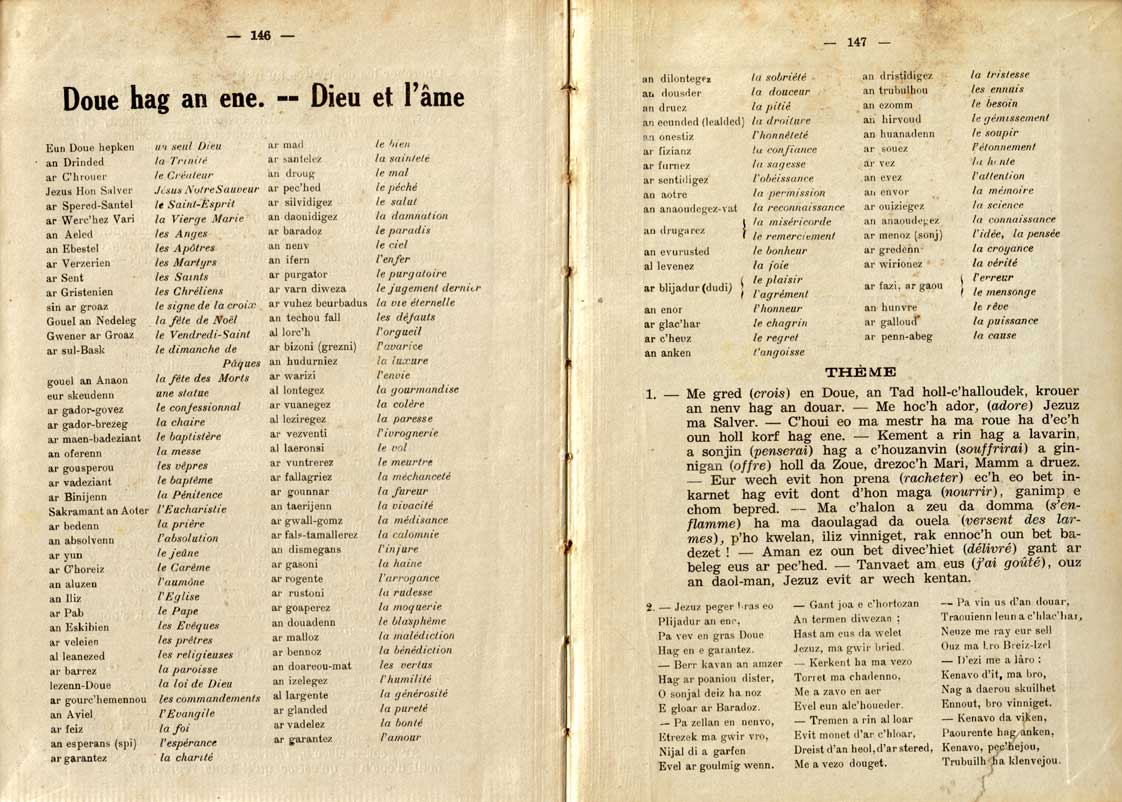 — 146 —
Doue hag an ene. -- Dieu et l'âme
Eun Doue hepken un seul Dieu
an Drinded la Trinité
ar C'hrouer le Créateur
Jezus Hon Salver Jésus Notre Sauveur
ar Spered-Santel le Saint-Esprit
ar Werc'hez Vari la Vierge Marie
an Aeled les Anges
an Ebestel les Apôtres
ar Verzerien les Martyrs
ar Sent les Saints
ar Gristenien les Chrétiens
sin ar groaz le signe de la croix
Gouel an Nedeleg la fête de Noël
Gwener ar Groaz le Vendredi-Saint
ar sul-Bask le dimanche de
Pâques
gouel an Anaon la fête des Morts
eur skeudenn une statue
ar gador-govez le confessionnal
ar gador-brezeg la chaire
ar maen-badeziant le baptistère
an oferenn la messe
ar gousperou les vêpres
ar vadeziant le baptême
ar Binijenn la Pénitence
Sakramant an Aoter l'Eucharistie
ar bedenn la prière
an absolvenn l'absolution
ar yun le jeûne
ar C'horeiz le Carême
an aluzen l'aumône
an Iliz l'Eglise
ar Pab le Pape
an Eskibien les Evêques
ar veleien les prêtres
al leanezed les religieuses
ar barrez la paroisse
lezenn-Doue la loi de Dieu
ar gourc'hemennou les commandements
an Aviel l'Evangile
ar feiz la foi
an esperans (spi) l'espérance
ar garantez la charité
ar mad le bien
ar santelez la sainteté
an droug le mal
ar pec'hed le péché
ar silvidigez le salut
an daonidigez la damnation
ar baradoz le paradis
an nenv le ciel
an ifern l'enfer
ar purgator le purgatoire
ar varn diweza le jugement dernier
ar vuhez beurbadus la vie éternelle
an techou fall les défauts
al lorc'h l'orgueil
ar bizoni (grezni) l'avarice
an hudurniez la luxure
ar warizi l'envie
al lontegez la gourmandise
ar vuanegez la colère
al leziregez la paresse
ar vezventi l'ivrognerie
al laeronsi le vol
ar vuntrerez le meurtre
ar fallagriez la méchanceté
ar gounnar la fureur
an taerijenn la vivacité
ar gwall-gomz la médisance
ar fals-tamallerez la calomnie
an dismegans l'injure
ar gasoni la haine
ar rogente l'arrogance
ar rustoni la rudesse
ar goaperez la moquerie
an douadenn le blasphème
ar malloz la malédiction
ar bennoz la bénédiction
an doareou-mat les vertus
an izelegez l'humilité
al largente la générosité
ar glanded la pureté
ar vadelez la bonté
ar garantez l'amour
— 147 —
an dilontegez la sobriété
an dousder la douceur
an druez la pitié
an eeunded (lealded) la droiture
an onestiz l'honnêteté
ar fizianz la confiance
ar furnez la sagesse
ar sentidigez l'obéissance
an aotre la permission
an anaoudegez-vat la reconnaissance
an drugarez { la miséricorde
le remerciement
an evurusted le bonheur
al levenez la joie
ar blijadur (dudi) { le plaisir
l'agrément
an enor l'honneur
ar glac'har le chagrin
ar c'heuz le regret
an anken l'angoisse
an dristidigez la tristesse
an trubulhou les ennuis
an ezomm le besoin
an hirvoud le gémissement
an huanadenn le soupir
ar souez l'étonnement
ar vez la honte
an evez l'attention
an envor la mémoire
ar ouiziegez la science
an anaoudegez la connaissance
ar menoz (sonj) l'idée, la pensée
ar gredenn la croyance
ar wirionez la vérité
ar fazi, ar gaou { l'erreur
le mensonge
an hunvre le rêve
ar galloud la puissance
ar penn-abeg la cause
THÈME
1. — Me gred (crois) en Doue, an Tad holl-c'halloudek, krouer
an nenv hag an douar. — Me hoc'h ador, (adore) Jezuz
ma Salver. — C'houi eo ma mestr ha ma roue ha d'ec'h
oun holl korf hag ene. — Kement a rin hag a lavarin,
a sonjin (penserai) hag a c'houzanvin (souffrirai) a gin-
nigan (offre) holl da Zoue, drezoc'h Mari, Mamm a druez.
— Eur wech evit hon prena (racheter) ec'h eo bet in-
karnet hag evit dont d'hon maga (nourrir), ganimp e
chom bepred. — Ma c'halon a zeu da domma (s'en-
flamme) ha ma daoulagad da ouela (versent des lar-
mes), p'ho kwelan, iliz vinniget, rak ennoc'h oun bet ba-
dezet ! — Aman ez oun bet divec'hiet (délivré) gant ar
beleg eus ar pec'hed. — Tanvaet am eus (j'ai goûté), ouz
an daol-man, Jezuz evit ar wech kentan.
2. — Jezuz peger bras eo
Plijadur an ene,
Pa vev en gras Doue
Hag en e garantez.
— Berr kavan an amzer
Hag ar poaniou dister,
O sonjal deiz ha noz
E gloar ar Baradoz.
— Pa zellan en nenvo,
Etrezek ma gwir vro,
Nijal di a garfen
Evel ar goulmig wenn.
— Gant joa e c'hortozan
An termen diwezan ;
Hast am eus da welet
Jezuz, ma gwir bried.
— Kerkent ha ma vezo
Torret ma chadenno,
Me a zavo en aer
Evel eun alc'houeder.
— Tremen a rin al loar
Evit monet d'ar c'hloar,
Dreist d'an heol, d'ar stered,
Me a vezo douget.
— Pa vin us d'an douar,
Traouienn leun a c'hlac'har,
Neuze me ray eur sell
Ouz ma bro Breiz-Izel
— D'ezi me a lâro :
Kenavo d'it, ma bro,
Nag a daerou skuilhet
Ennout, bro vinniget.
— Kenavo da viken,
Paourente hag anken,
Kenavo, pec'hejou,
Trubuilh ha klenvejou.